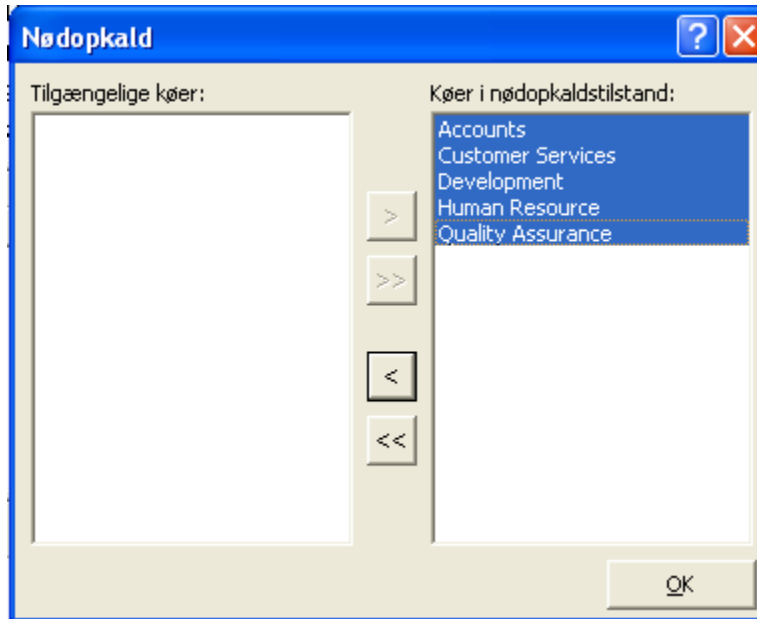 Nødopkald
?
Tilgængelige køer:
Køer i nødopkaldstilstand:
Accounts
Customer Services
Development
Human Resource
Quality Assurance
>
>>
<
<<
OK